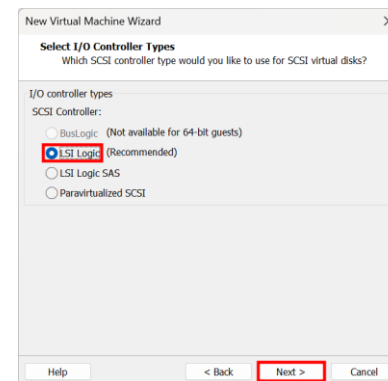 New Virtual Machine Wizard
Select I/O Controller Types
Which SCSI controller type would you like to use for SCSI virtual disks?
I/O controller types
SCSI Controller:
BusLogic (Not available for 64-bit guests)
LSI Logic (Recommended)
LSI Logic SAS
Paravirtualized SCSI
Help < Back Next > Cancel